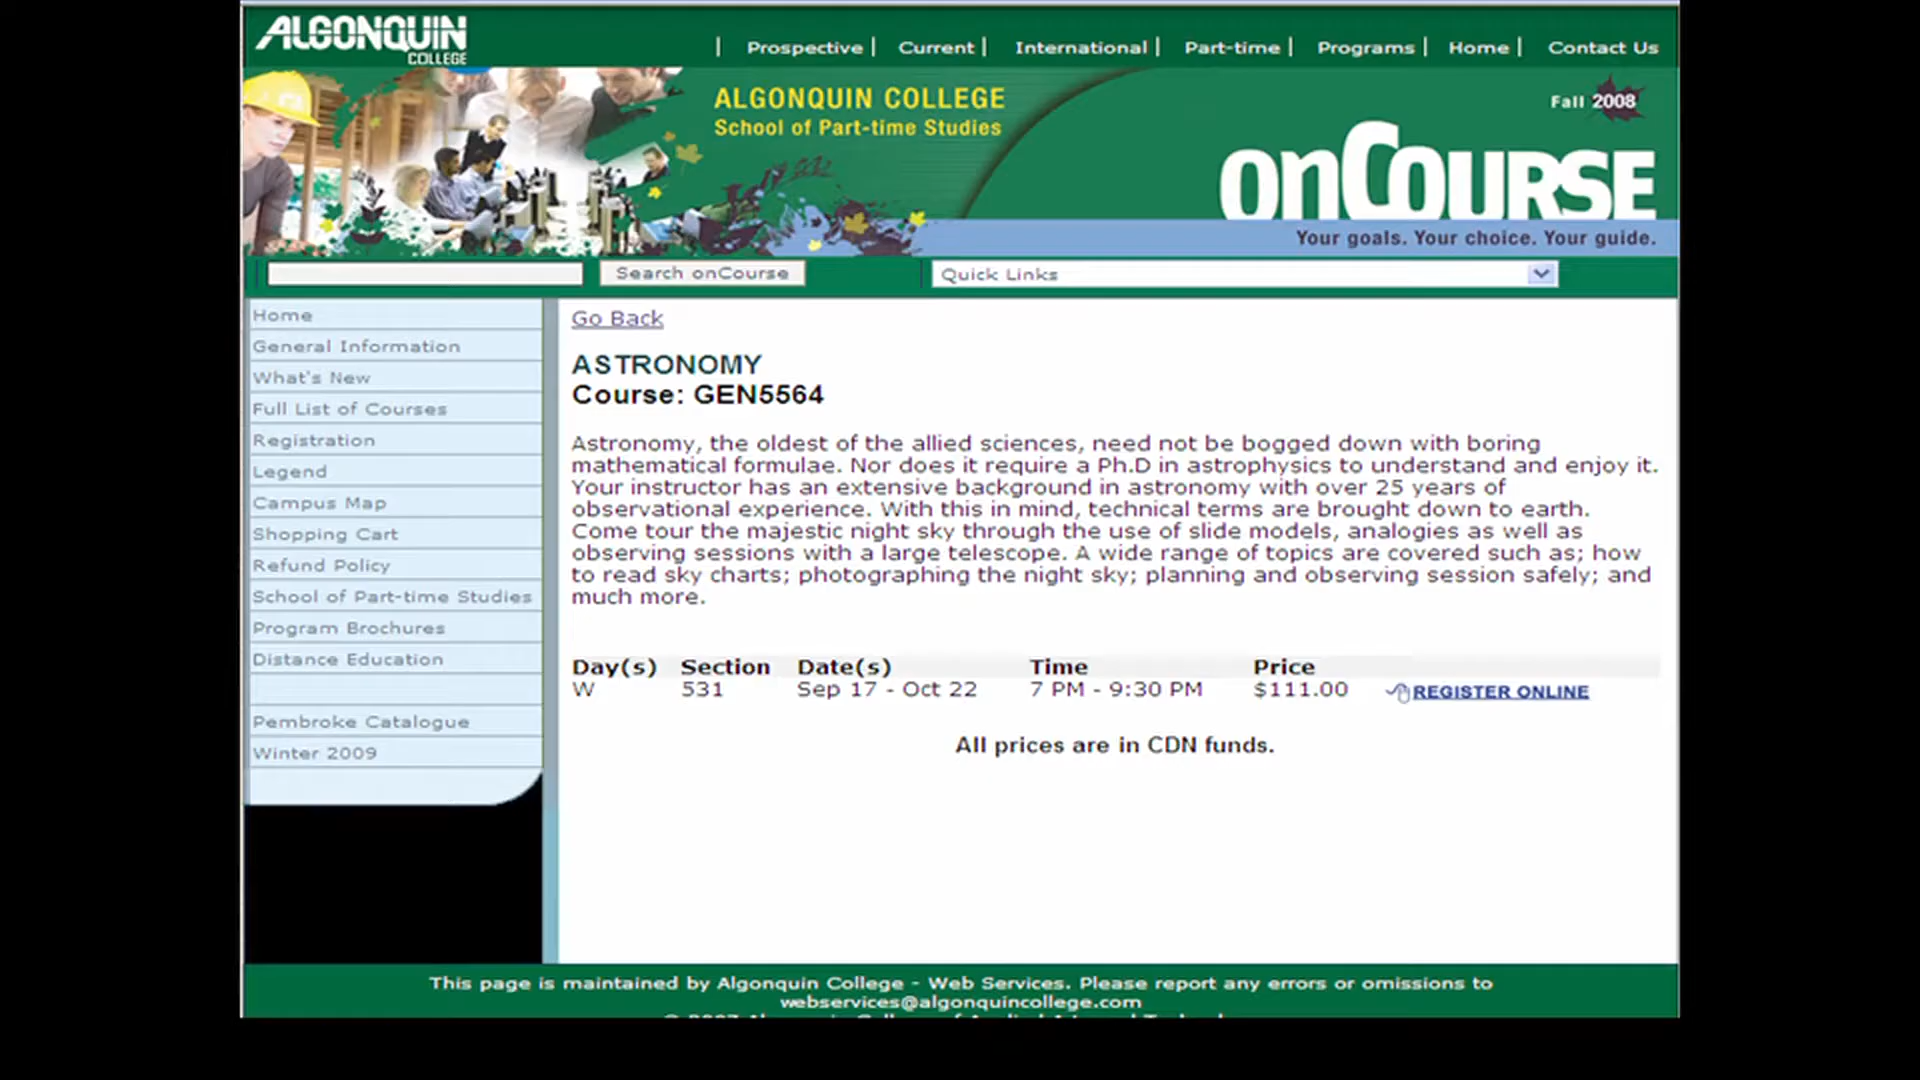 ALGONQUIN
COLLEGE
| Prospective | Current | International | Part-time | Programs | Home | Contact Us
ALGONQUIN COLLEGE
School of Part-time Studies
Fall 2008
onCOURSE
Your goals. Your choice. Your guide.
Search onCourse
Quick Links
Home
General Information
What's New
Full List of Courses
Registration
Legend
Campus Map
Shopping Cart
Refund Policy
School of Part-time Studies
Program Brochures
Distance Education
Pembroke Catalogue
Winter 2009
Go Back
ASTRONOMY
Course: GEN5564
Astronomy, the oldest of the allied sciences, need not be bogged down with boring
mathematical formulae. Nor does it require a Ph.D in astrophysics to understand and enjoy it.
Your instructor has an extensive background in astronomy with over 25 years of
observational experience. With this in mind, technical terms are brought down to earth.
Come tour the majestic night sky through the use of slide models, analogies as well as
observing sessions with a large telescope. A wide range of topics are covered such as; how
to read sky charts; photographing the night sky; planning and observing session safely; and
much more.
Day(s) Section Date(s) Time Price
W 531 Sep 17 - Oct 22 7 PM - 9:30 PM $111.00 REGISTER ONLINE
All prices are in CDN funds.
This page is maintained by Algonquin College - Web Services. Please report any errors or omissions to
webservices@algonquincollege.com